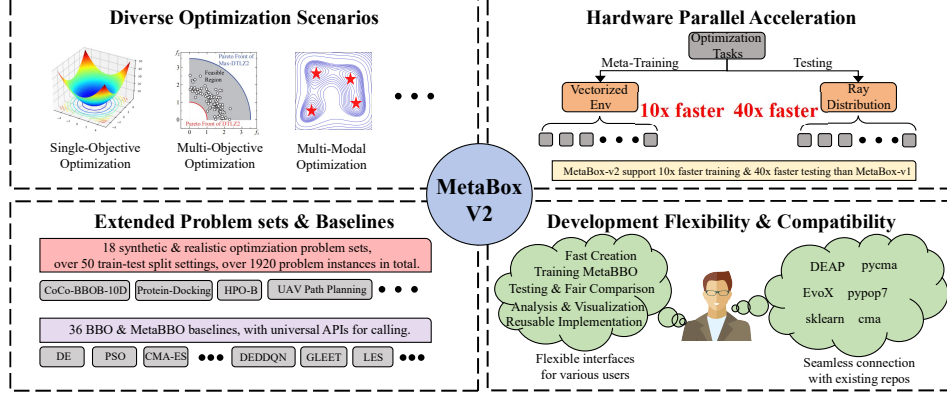 Diverse Optimization Scenarios
Pareto Front of
Max-DTLZ2
Feasible
Region
Pareto Front of DTLZ2
Single-Objective
Optimization
Multi-Objective
Optimization
Multi-Modal
Optimization
Hardware Parallel Acceleration
Optimization
Tasks
Meta-Training
Testing
Vectorized
Env
10x faster 40x faster
Ray
Distribution
MetaBox-v2 support 10x faster training & 40x faster testing than MetaBox-v1
MetaBox
V2
Extended Problem sets & Baselines
18 synthetic & realistic optimziation problem sets,
over 50 train-test split settings, over 1920 problem instances in total.
CoCo-BBOB-10D Protein-Docking HPO-B UAV Path Planning
36 BBO & MetaBBO baselines, with universal APIs for calling.
DE PSO CMA-ES DEDDQN GLEET LES
Development Flexibility & Compatibility
Fast Creation
Training MetaBBO
Testing & Fair Comparison
Analysis & Visualization
Reusable Implementation
Flexible interfaces
for various users
DEAP pycma
EvoX pypop7
sklearn cma
Seamless connection
with existing repos